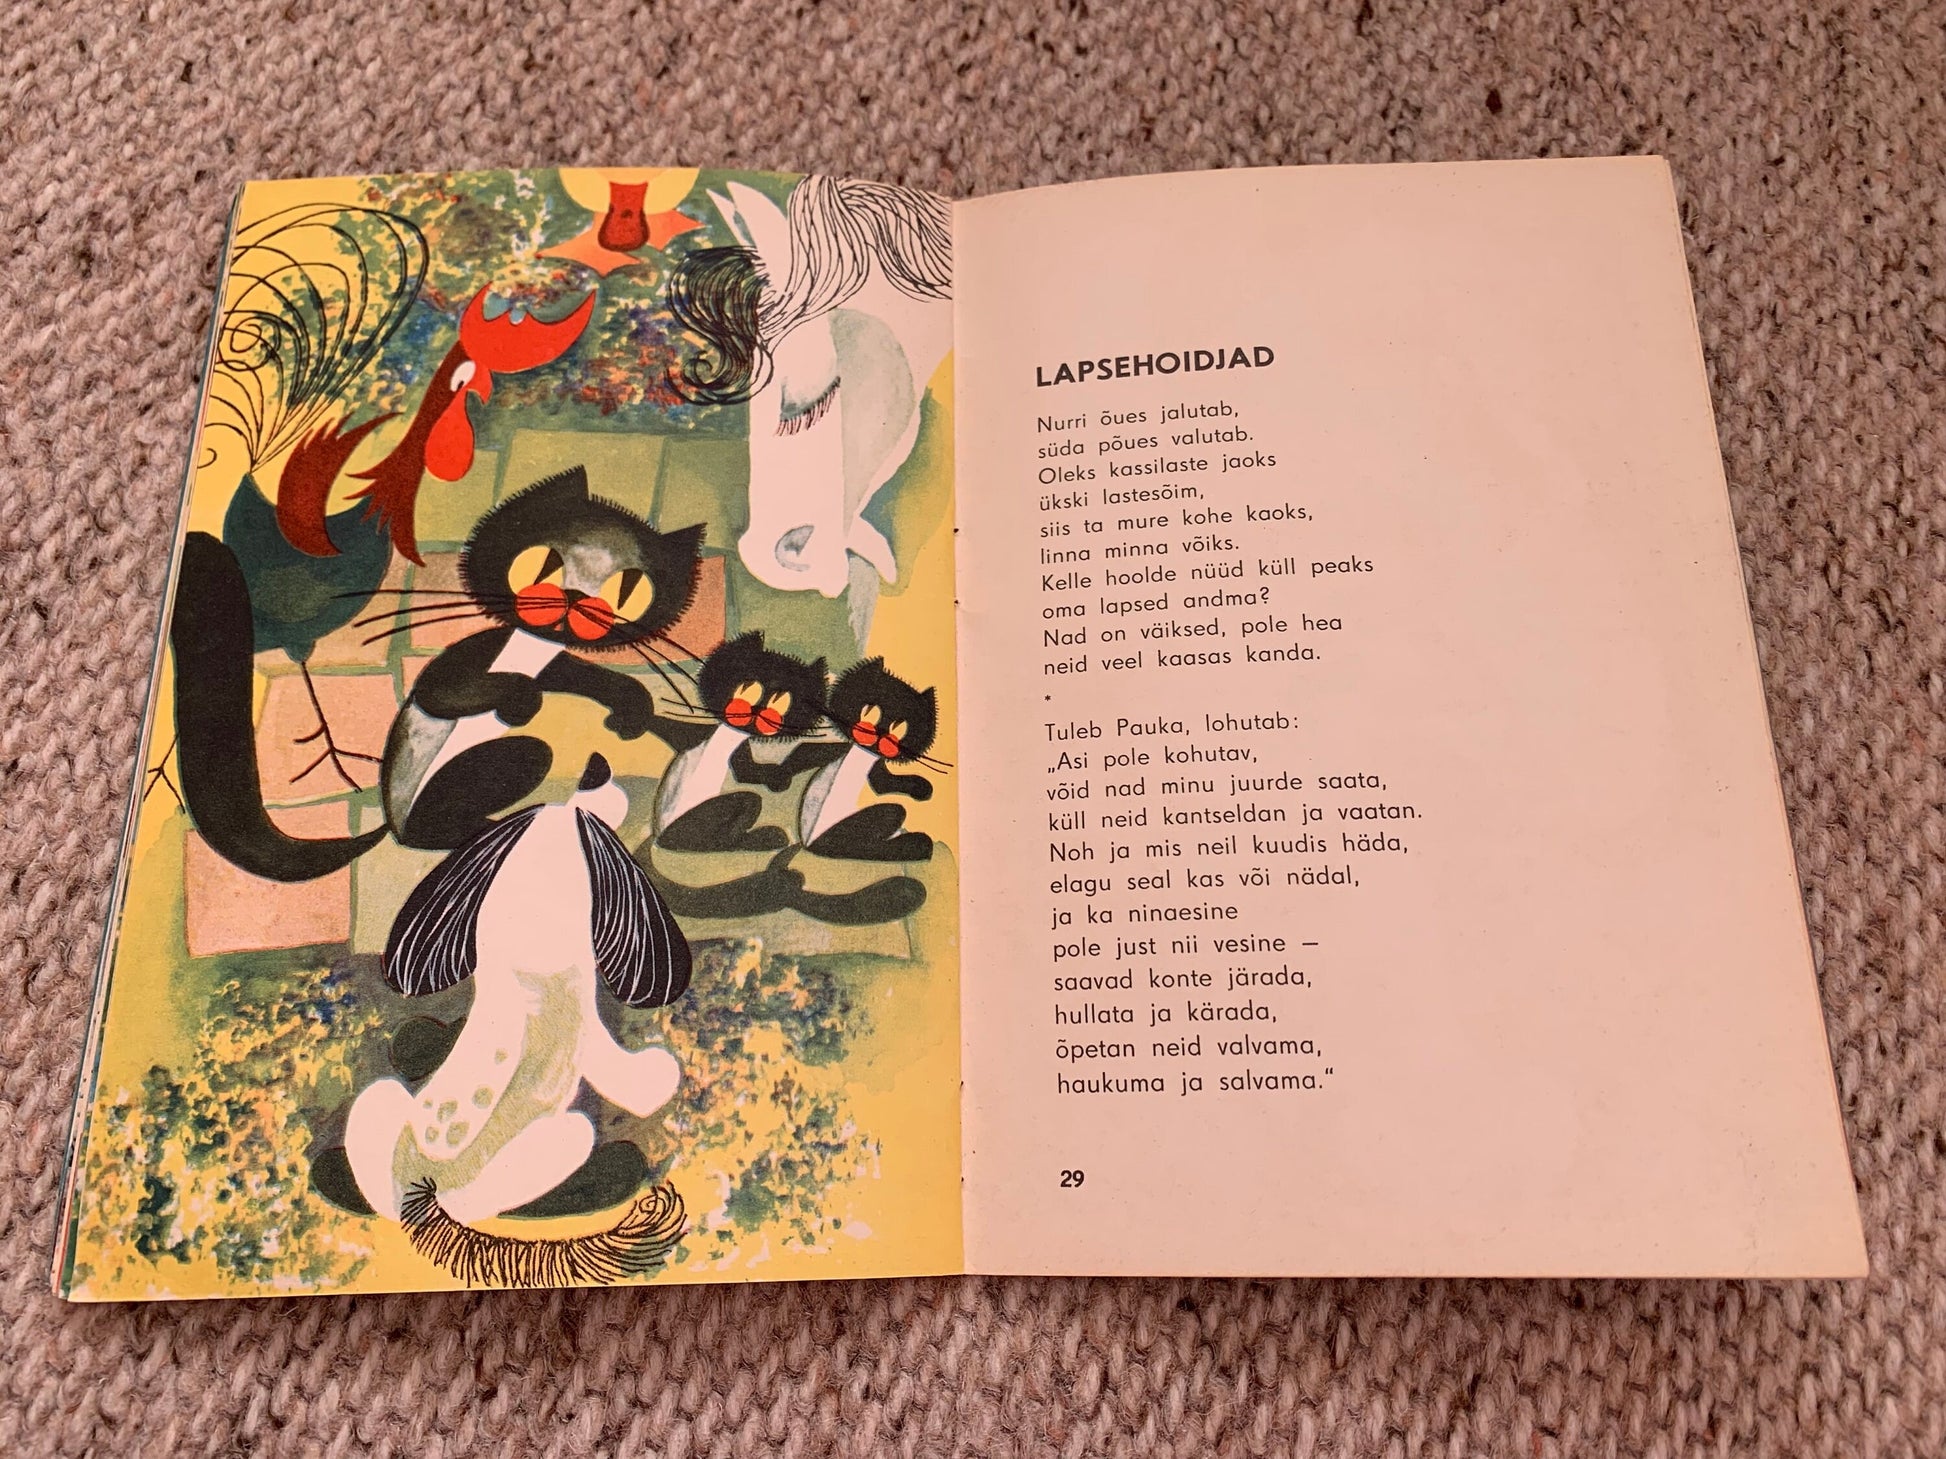 LAPSEHOIDJAD
Nurri õues jalutab,
süda põues valutab.
Oleks kassilaste jaoks
ükski lastesõim,
siis ta mure kohe kaoks,
linna minna võiks.
Kelle hoolde nüüd küll peaks
oma lapsed andma?
Nad on väiksed, pole hea
neid veel kaasas kanda.
*
Tuleb Pauka, lohutab:
„Asi pole kohutav,
võid nad minu juurde saata,
küll neid kantseldan ja vaatan.
Noh ja mis neil kuudis häda,
elagu seal kas või nädal,
ja ka ninaesine
pole just nii vesine —
saavad konte järada,
hullata ja kärada,
õpetan neid valvama,
haukuma ja salvama.“
29